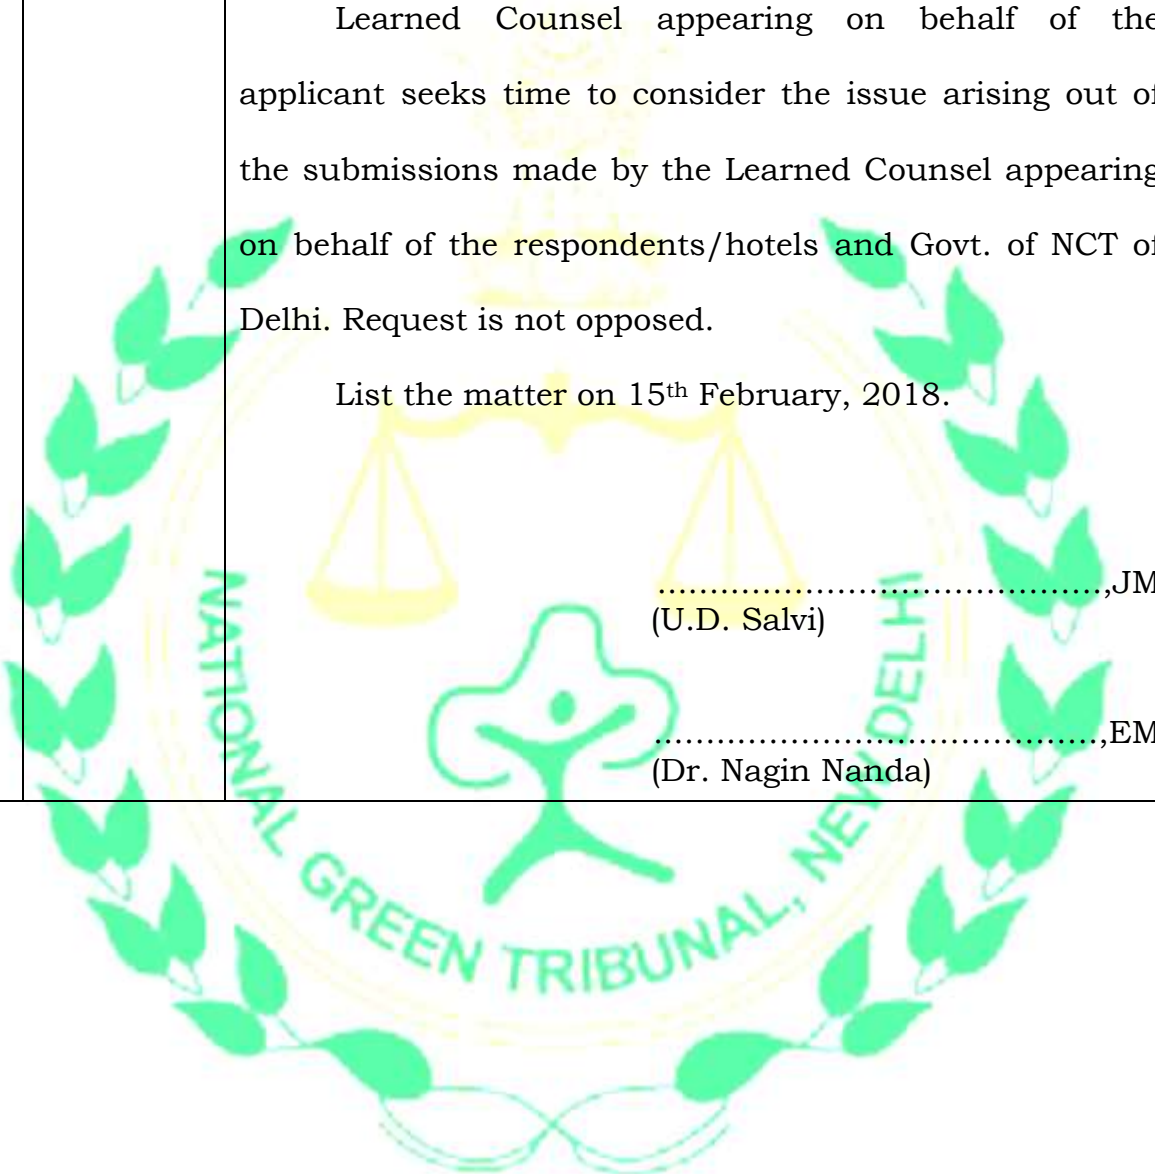 Learned Counsel appearing on behalf of the
applicant seeks time to consider the issue arising out of
the submissions made by the Learned Counsel appearing
on behalf of the respondents/hotels and Govt. of NCT of
Delhi. Request is not opposed.
List the matter on 15th February, 2018.
..........................................,JM
(U.D. Salvi)
..........................................,EM
(Dr. Nagin Nanda)
NATIONAL GREEN TRIBUNAL, NEW DELHI